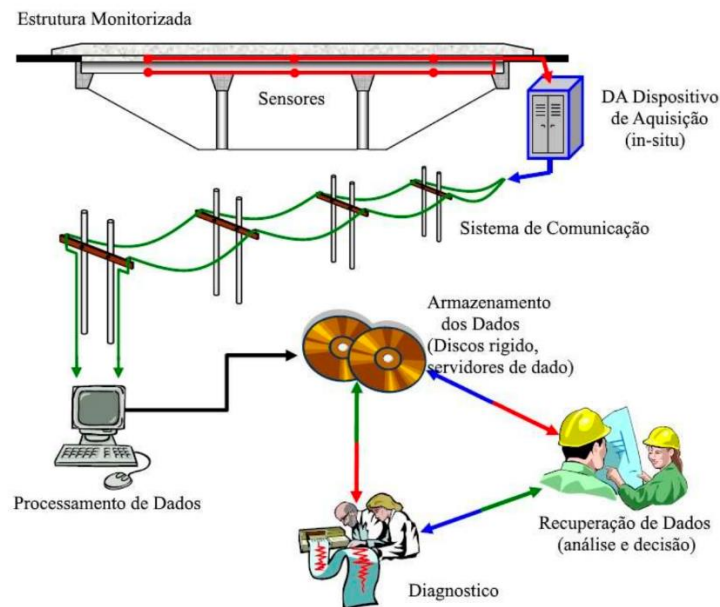 Estrutura Monitorizada
Sensores
DA Dispositivo
de Aquisição
(in-situ)
Sistema de Comunicação
Armazenamento
dos Dados
(Discos rigido,
servidores de dado)
Processamento de Dados
Recuperação de Dados
(análise e decisão)
Diagnostico